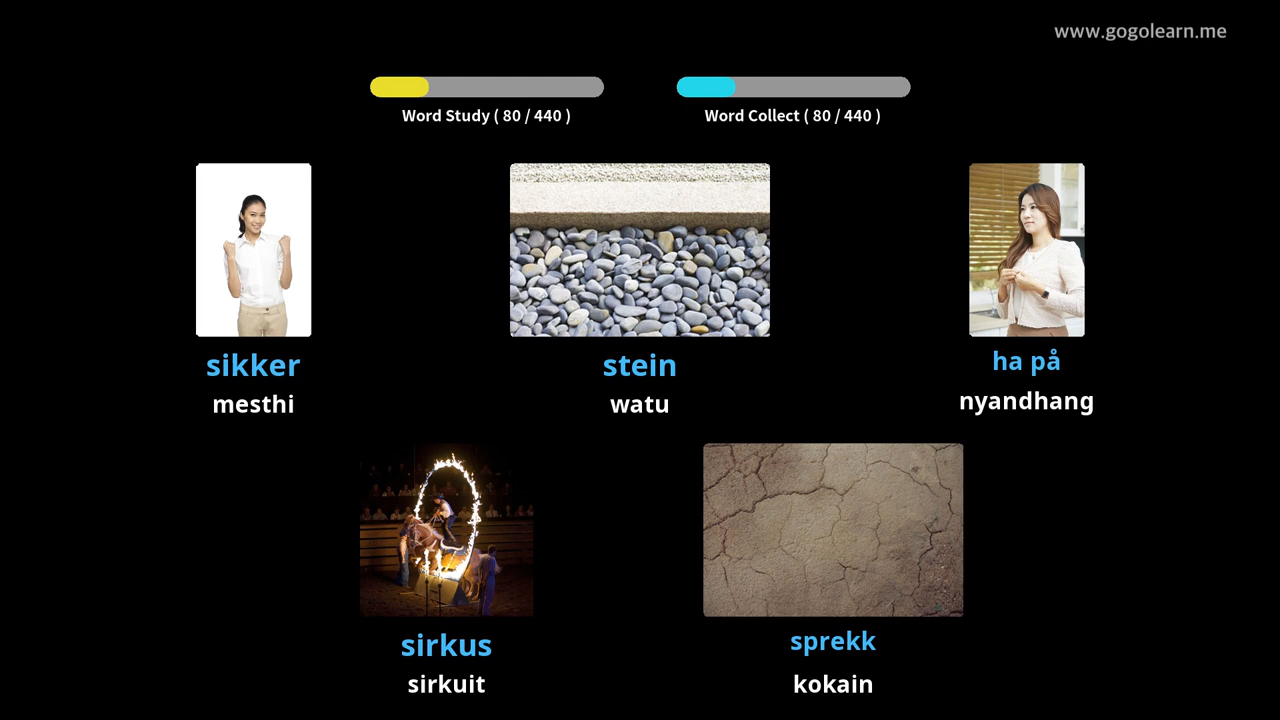 www.gogolearn.me
Word Study ( 80 / 440 )
Word Collect ( 80 / 440 )
sikker
mesthi
stein
watu
ha på
nyandhang
sirkus
sirkuit
sprekk
kokain